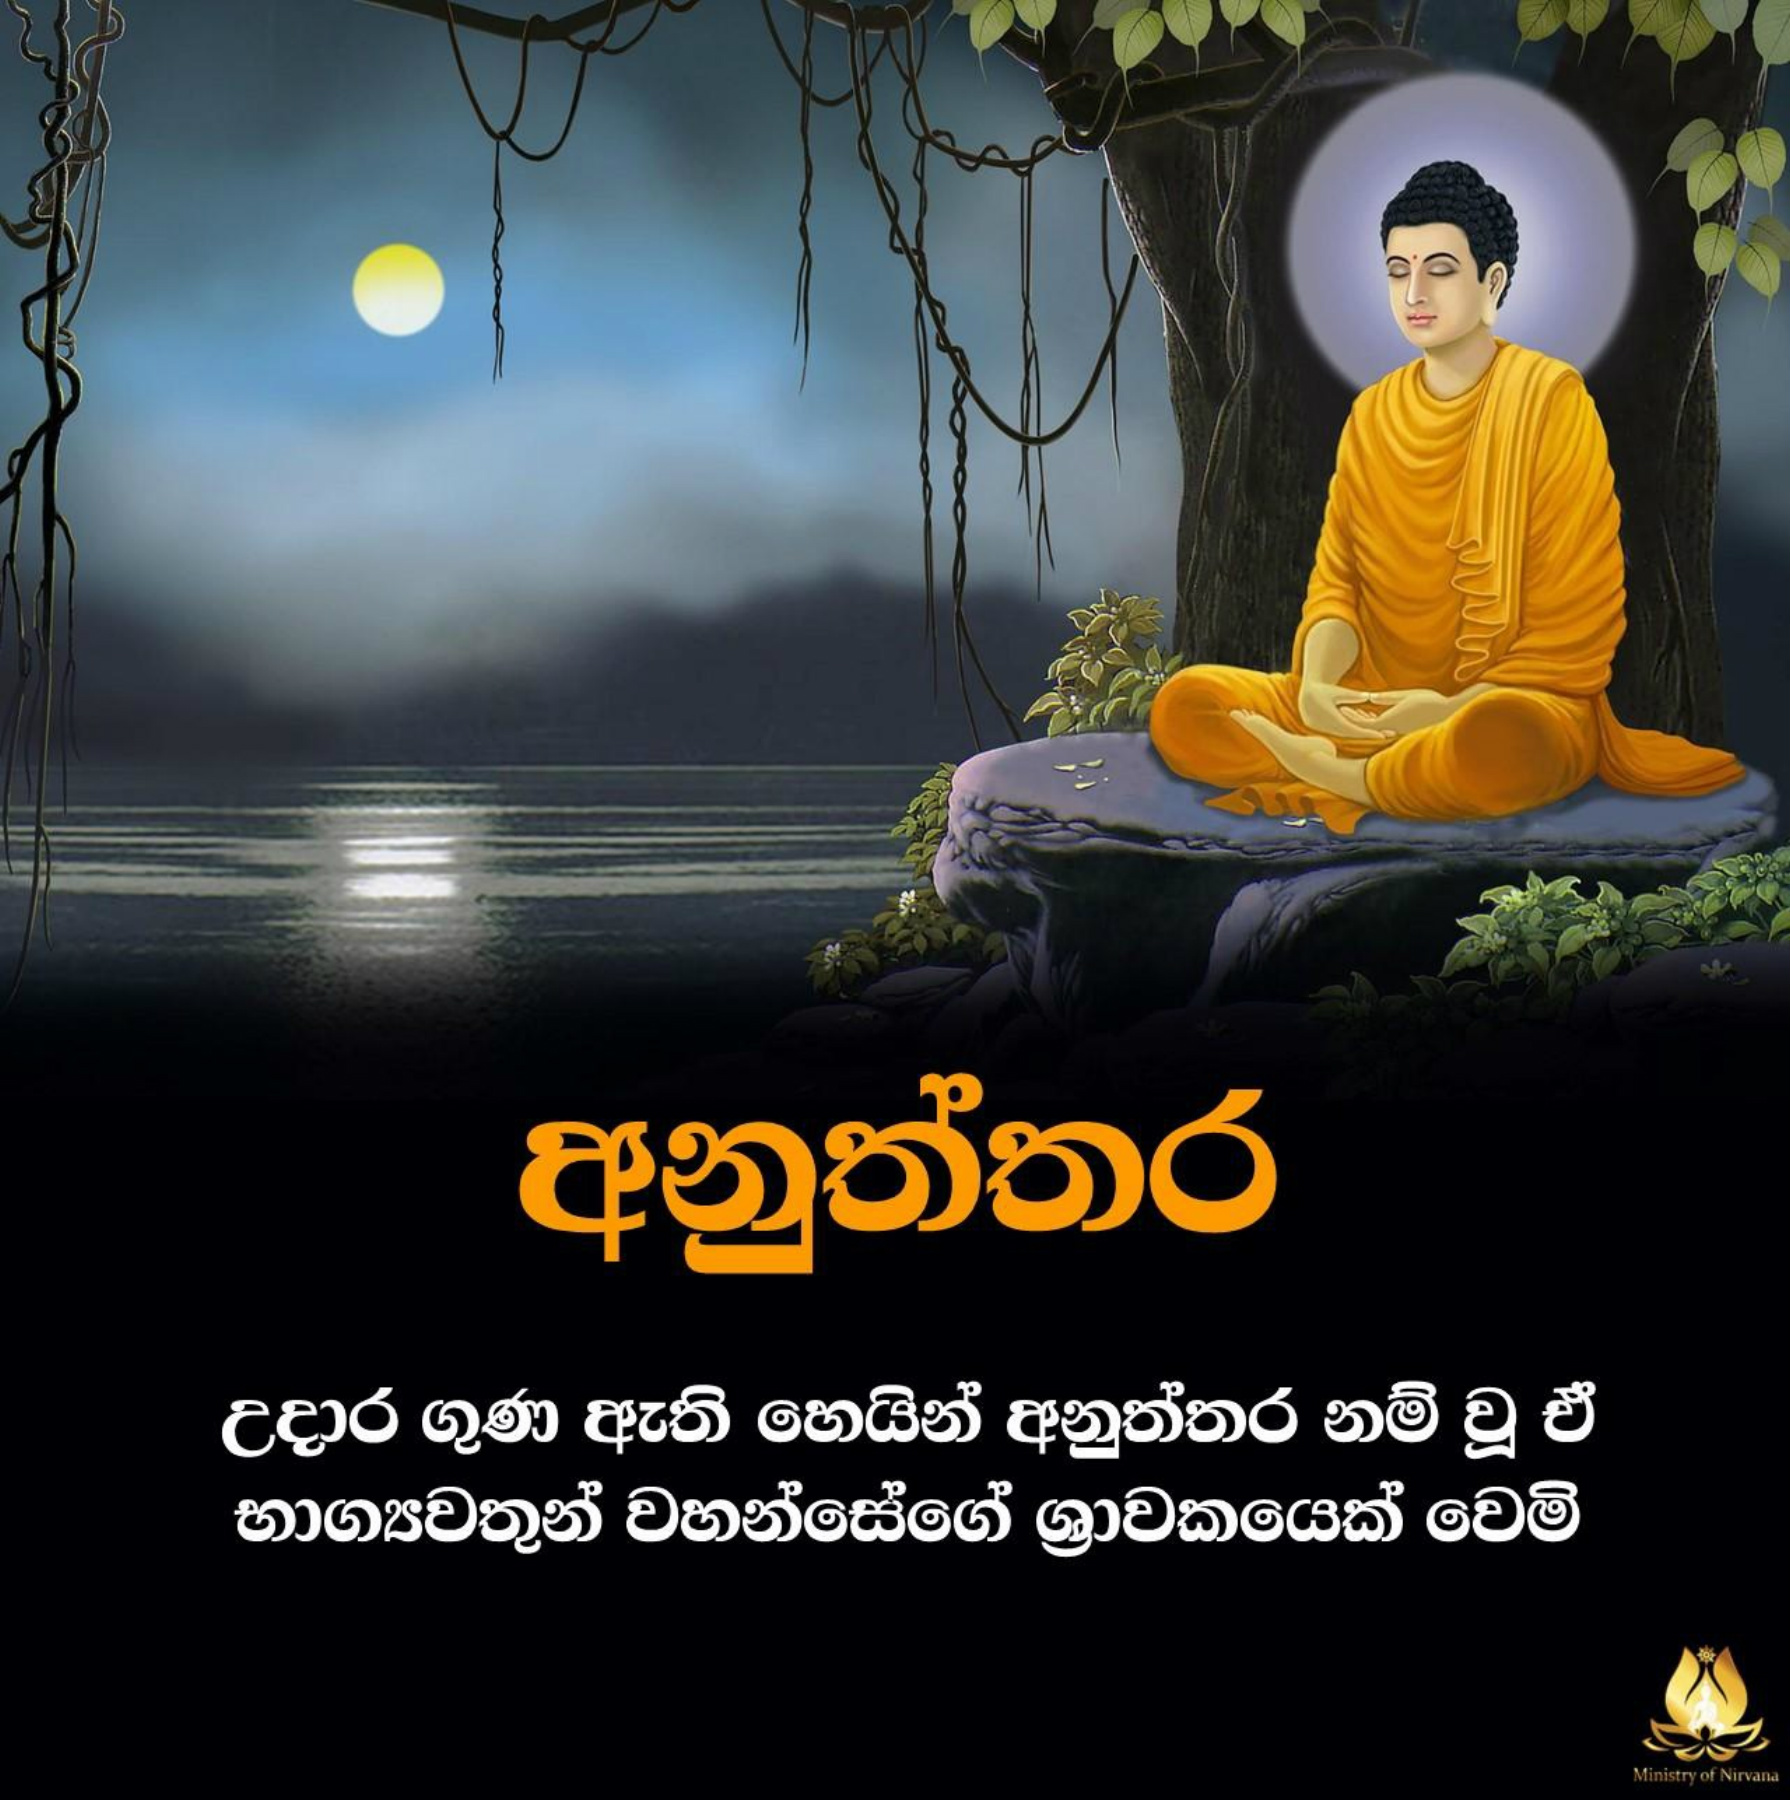 අනුත්තර
උදාර ගුණ ඇති හෙයින් අනුත්තර නම් වූ ඒ
භාග්‍යවතුන් වහන්සේගේ ශ්‍රාවකයෙක් වෙමි
Ministry of Nirvana